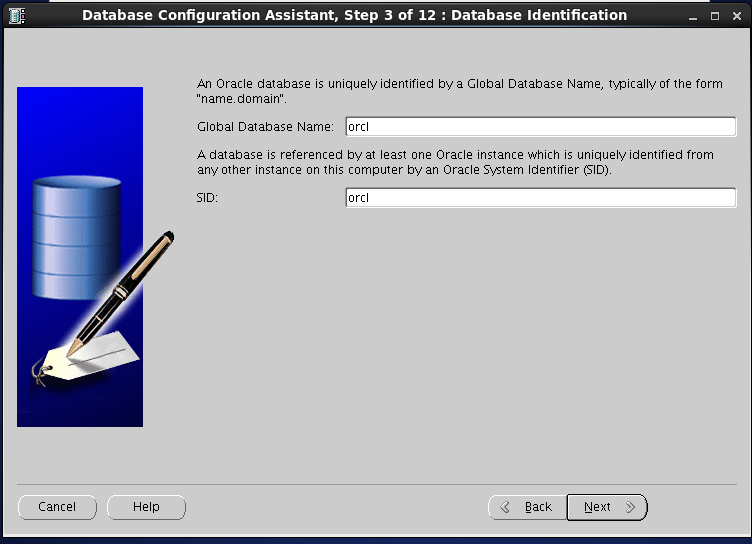 Database Configuration Assistant, Step 3 of 12 : Database Identification
An Oracle database is uniquely identified by a Global Database Name, typically of the form
"name.domain".
Global Database Name: orcl
A database is referenced by at least one Oracle instance which is uniquely identified from
any other instance on this computer by an Oracle System Identifier (SID).
SID: orcl
Cancel Help Back Next